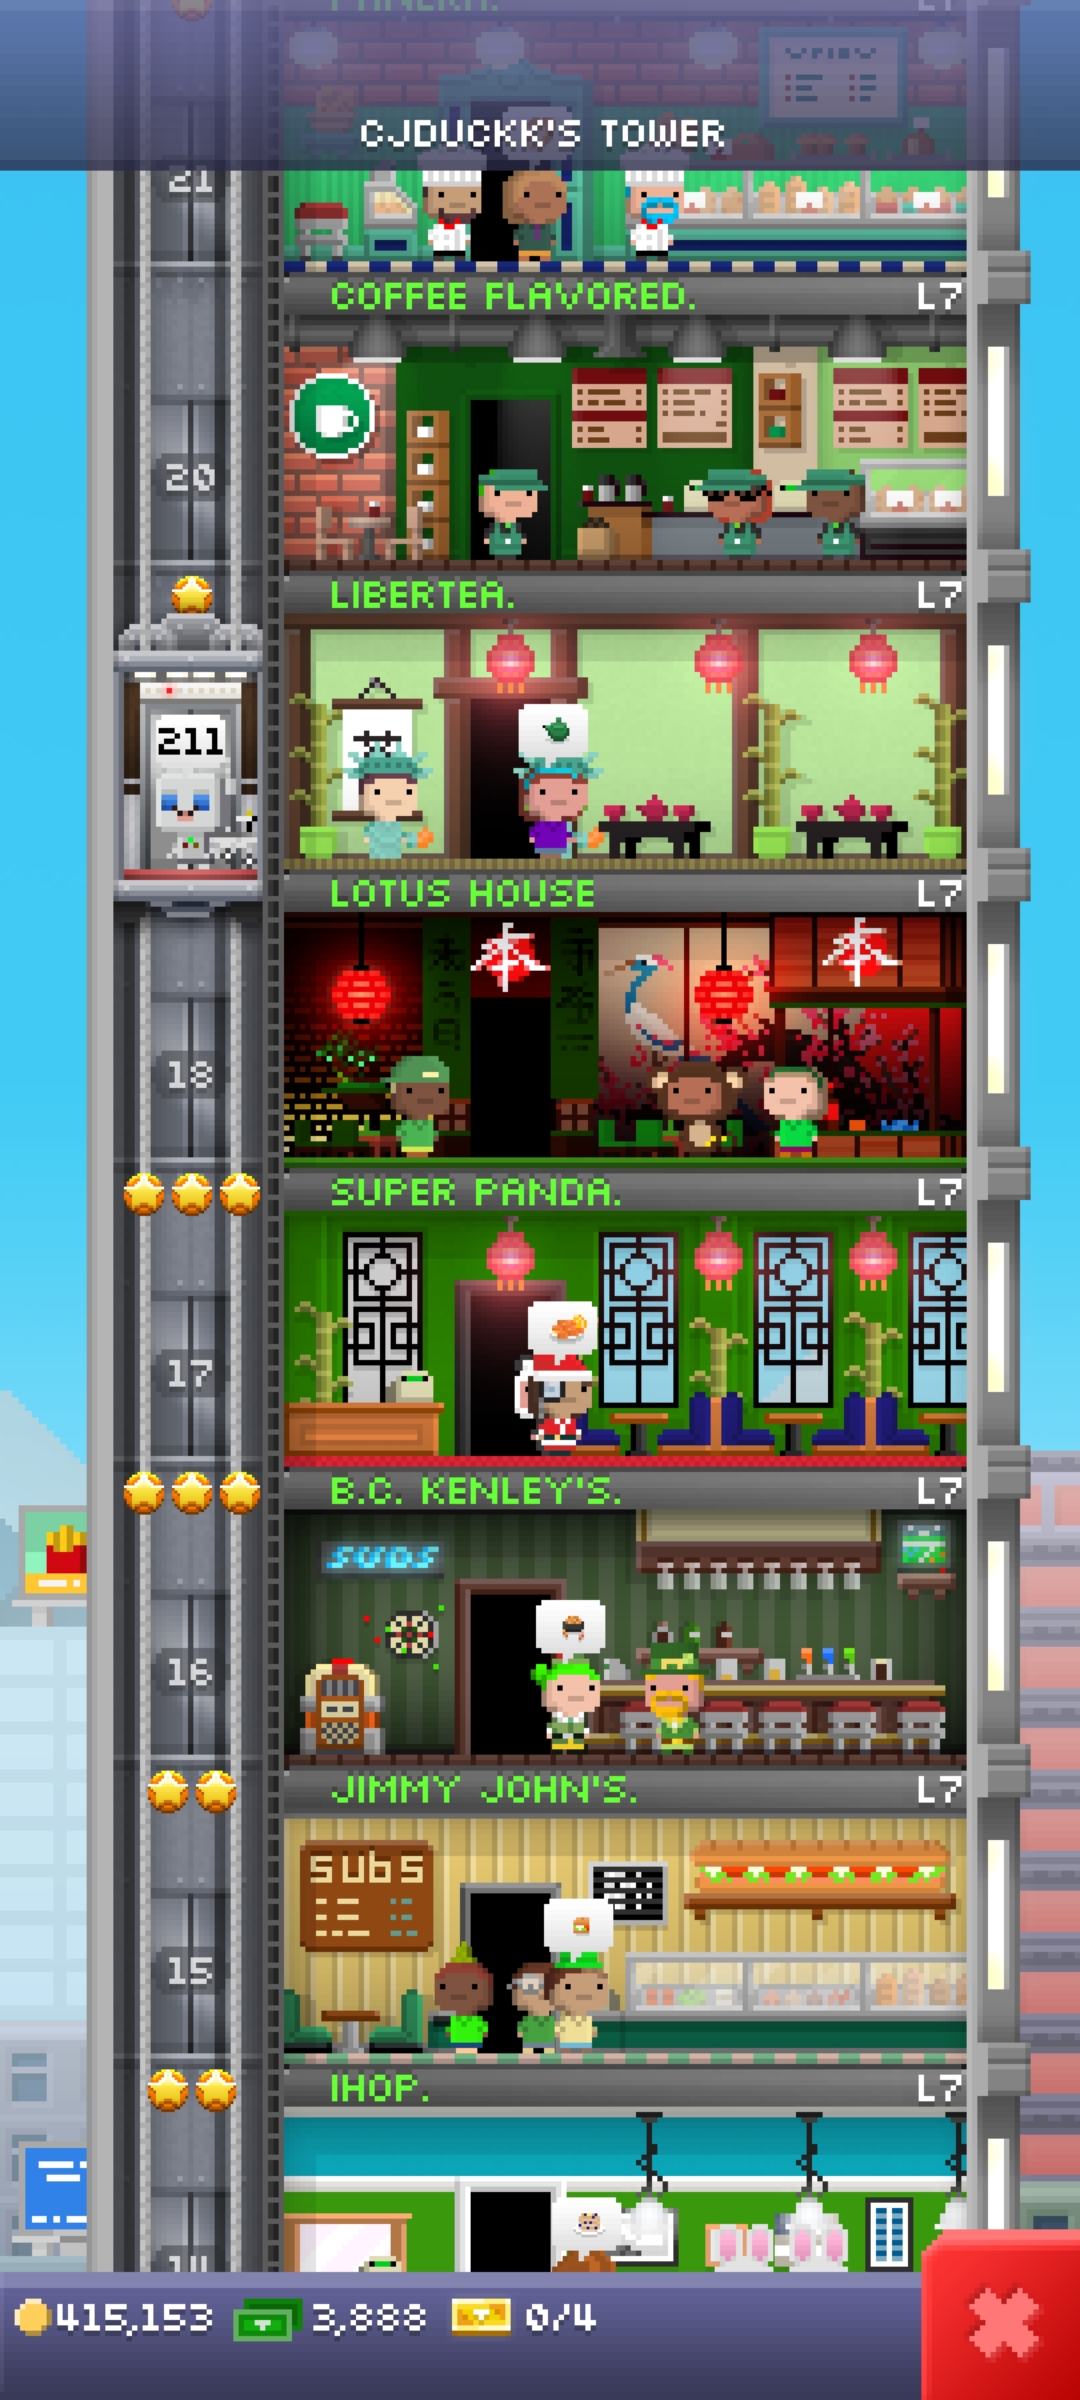 CJDUCKK'S TOWER
21
COFFEE FLAVORED. L7
20
LIBERTEA. L7
211
LOTUS HOUSE L7
18
SUPER PANDA. L7
17
B.C. KENLEY'S. L7
SUDS
16
JIMMY JOHN'S. L7
SUBS
15
IHOP. L7
14
415,153 3,888 0/4